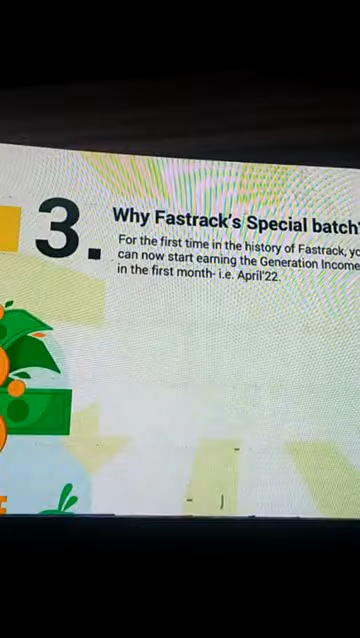 3.
Why Fastrack's Special batch?
For the first time in the history of Fastrack,
can now start earning the Generation Income
in the first month- i.e. April'22.